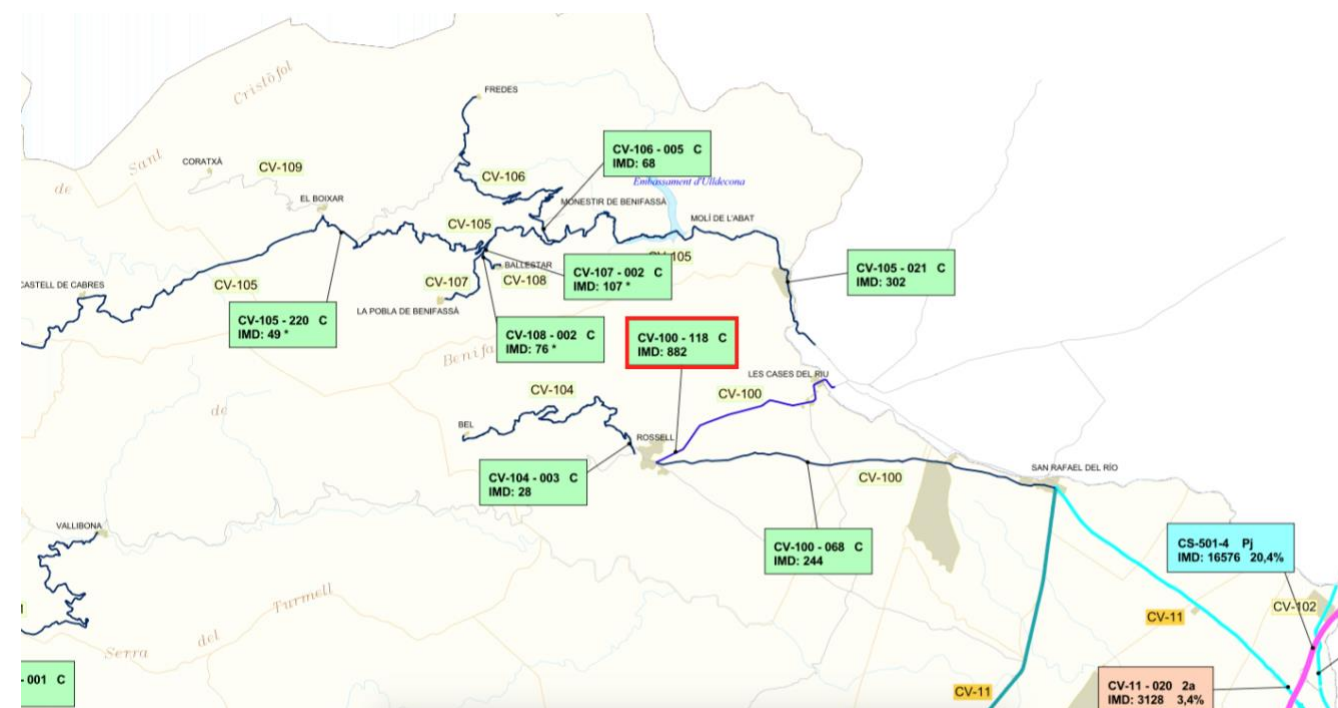 FREDES
Cristòfol
CV-106 - 005 C
IMD: 68
Sant
CORATXÀ
CV-109
de
CV-106
Embassament d'Ulldecona
EL BOIXAR
MONESTIR DE BENIFASSÀ
MOLÍ DE L'ABAT
CV-105
CV-105
BALLESTAR
CV-107 - 002 C
IMD: 107 *
CV-105 - 021 C
IMD: 302
CASTELL DE CABRES
CV-105
CV-107
CV-108
LA POBLA DE BENIFASSÀ
CV-105 - 220 C
IMD: 49 *
CV-108 - 002 C
IMD: 76 *
CV-100 - 118 C
IMD: 882
Benifa
LES CASES DEL RIU
CV-104
CV-100
de
BEL
ROSSELL
CV-104 - 003 C
IMD: 28
CV-100
SAN RAFAEL DEL RÍO
VALLIBONA
CV-100 - 068 C
IMD: 244
CS-501-4 Pj
IMD: 16576 20,4%
Turmell
CV-102
CV-11
del
Serra
- 001 C
CV-11
CV-11 - 020 2a
IMD: 3128 3,4%